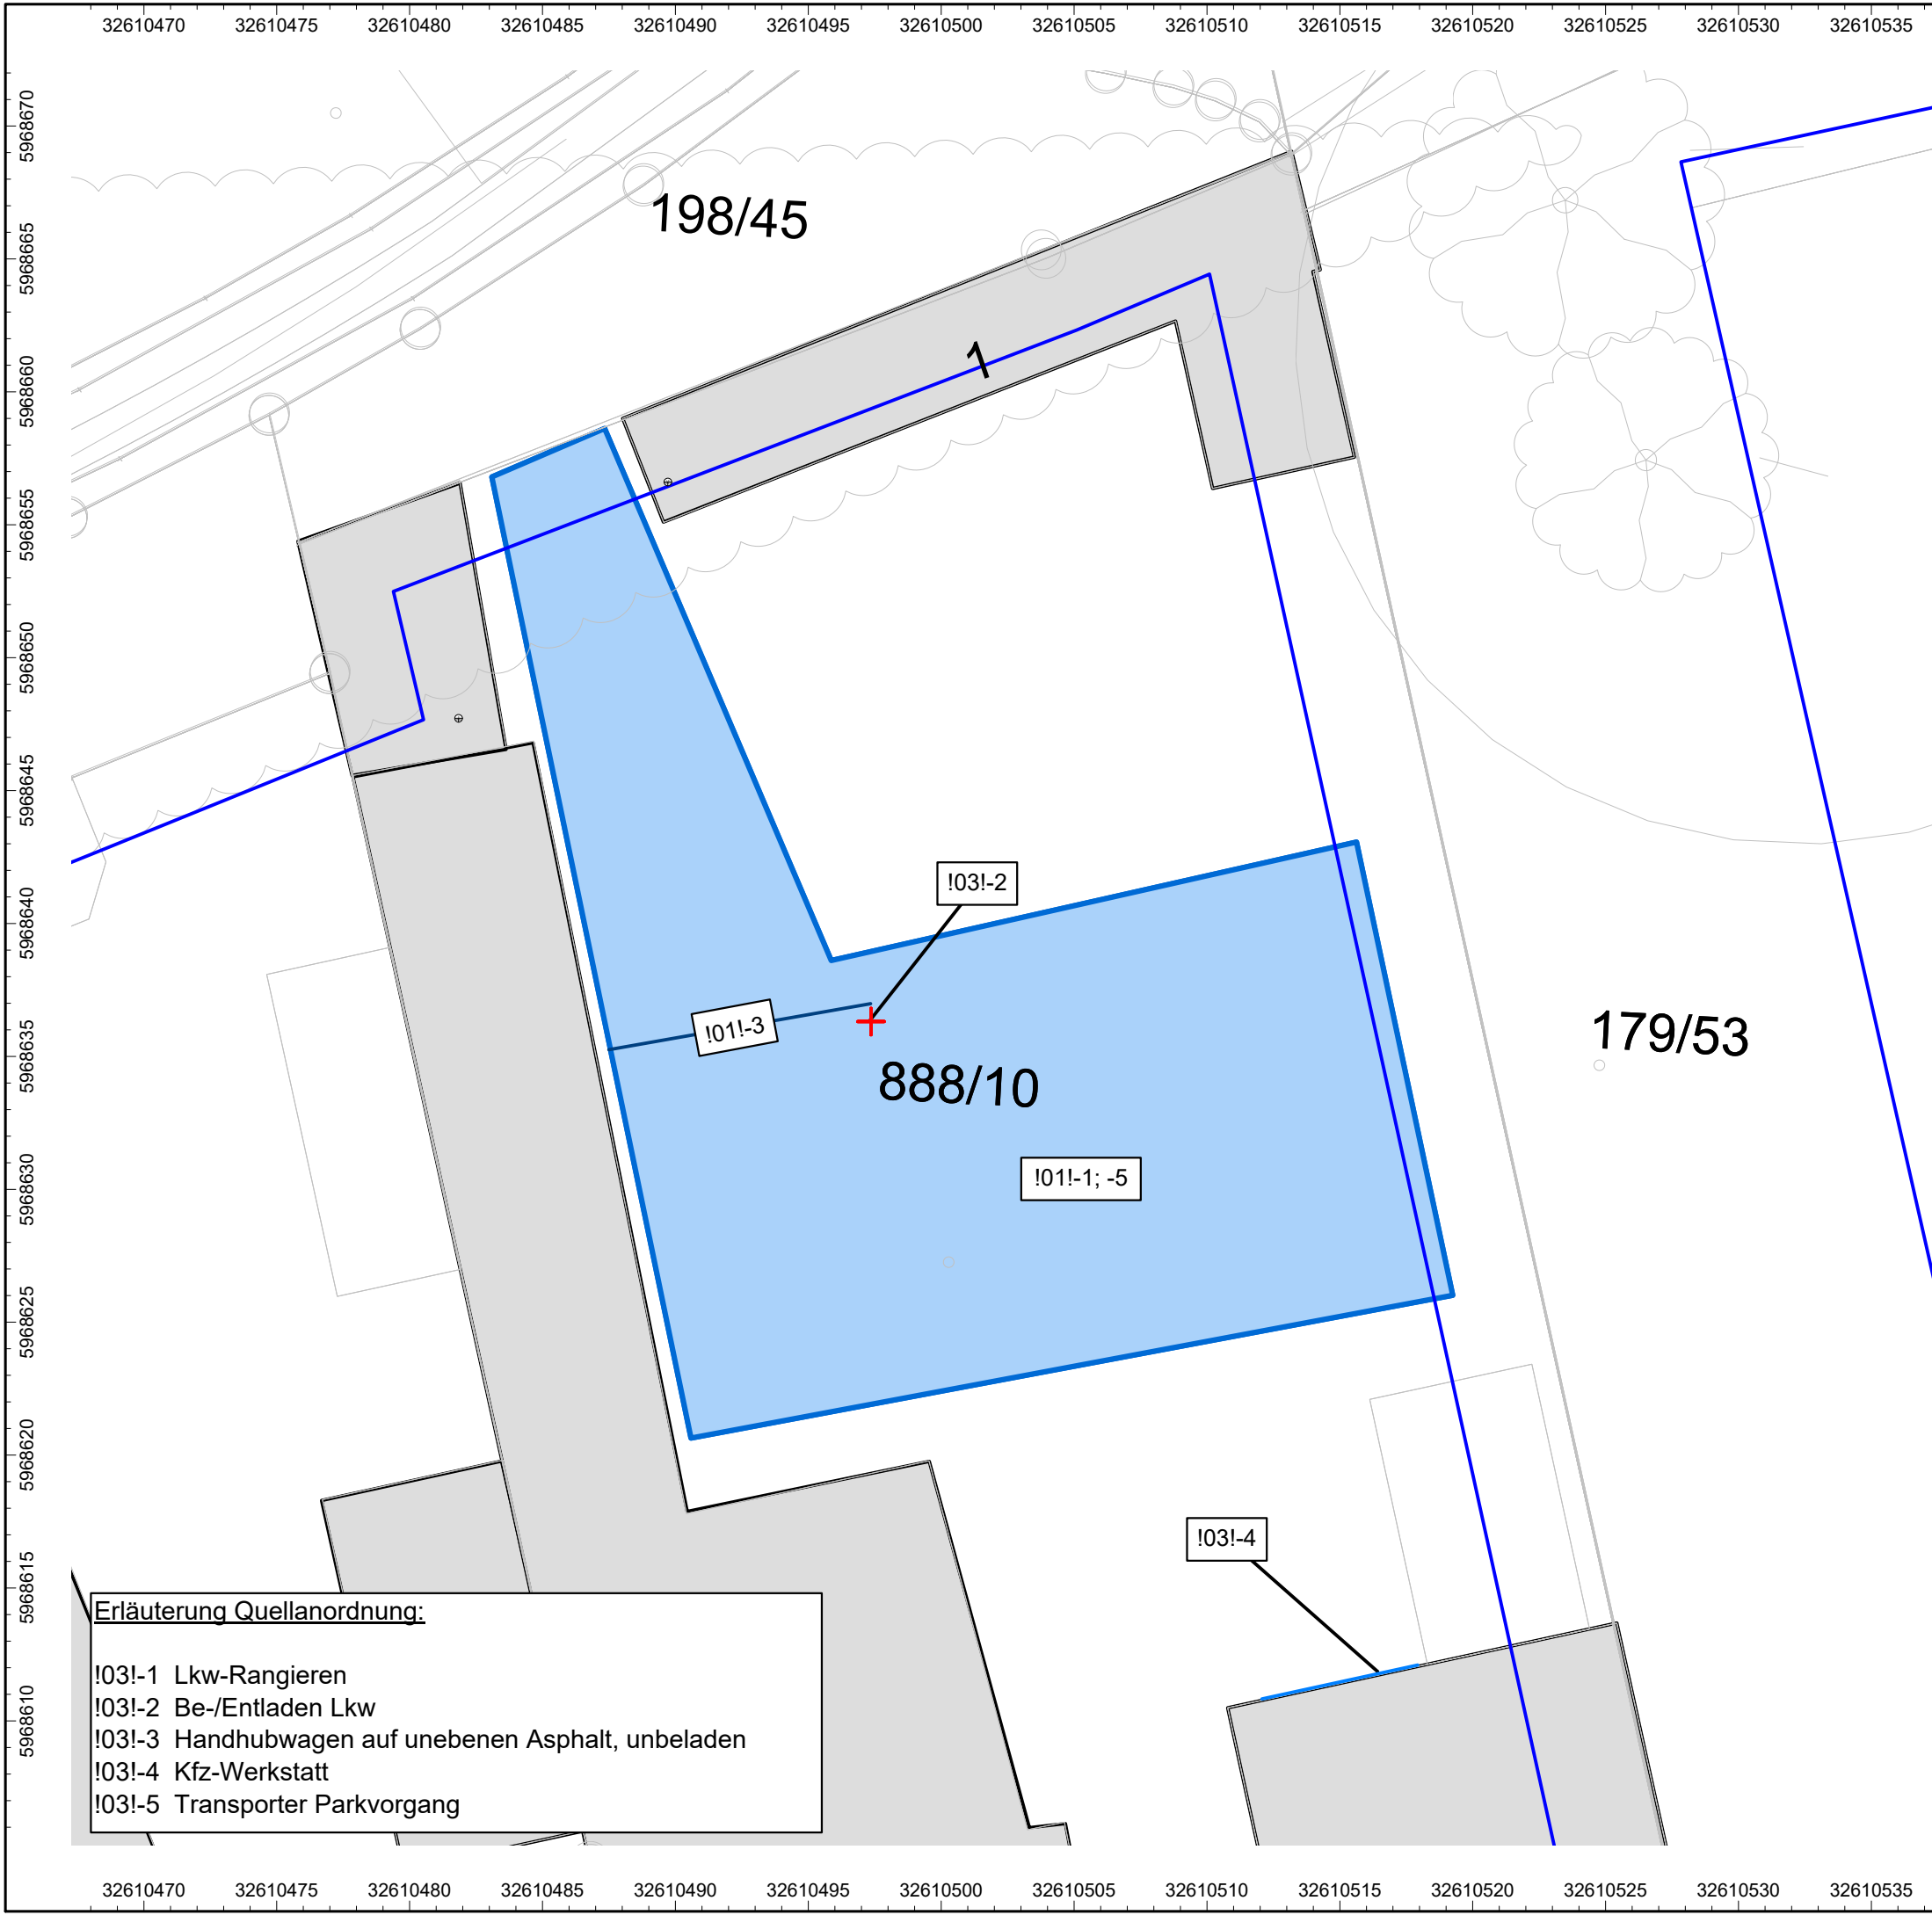 32610470 32610475 32610480 32610485 32610490 32610495 32610500 32610505 32610510 32610515 32610520 32610525 32610530 32610535
5968670
5968665
5968660
5968655
5968650
5968645
5968640
5968635
5968630
5968625
5968620
5968615
5968610
198/45
1
!03!-2
!01!-3
179/53
888/10
!01!-1; -5
!03!-4
Erläuterung Quellanordnung:
!03!-1 Lkw-Rangieren
!03!-2 Be-/Entladen Lkw
!03!-3 Handhubwagen auf unebenen Asphalt, unbeladen
!03!-4 Kfz-Werkstatt
!03!-5 Transporter Parkvorgang
32610470 32610475 32610480 32610485 32610490 32610495 32610500 32610505 32610510 32610515 32610520 32610525 32610530 32610535